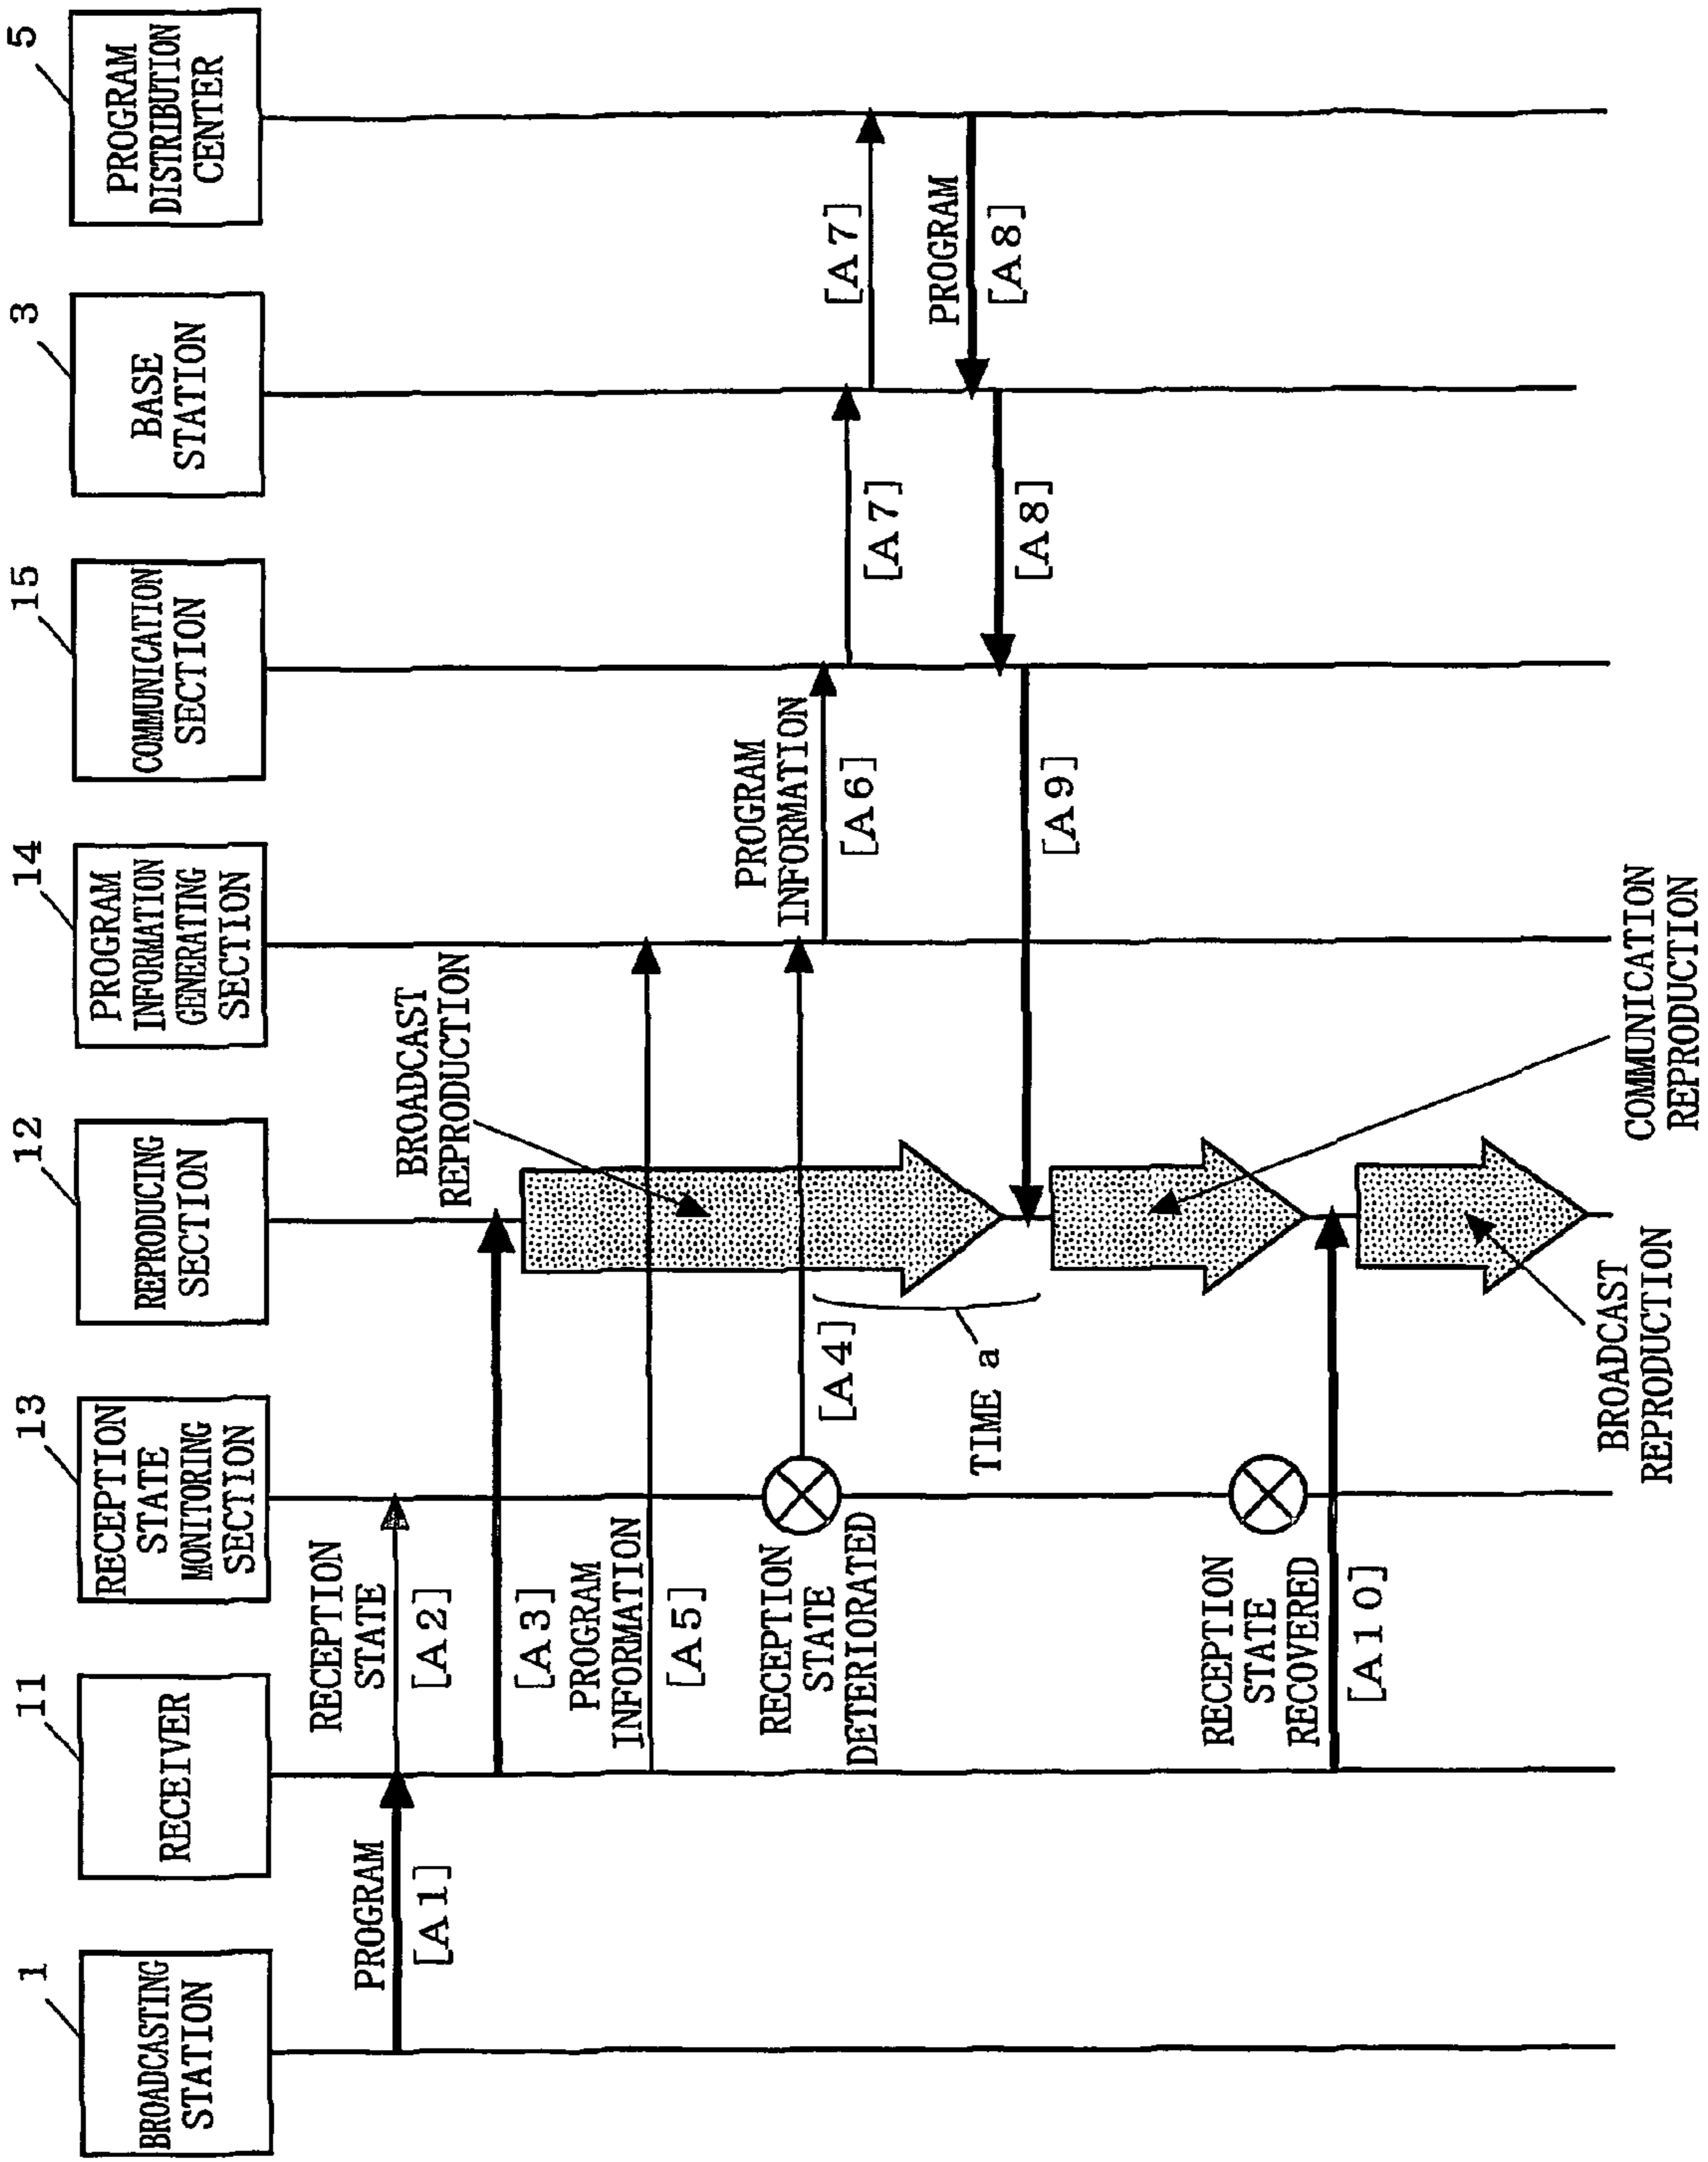 1
BROADCASTING
STATION
11
RECEIVER
13
RECEPTION
STATE
MONITORING
SECTION
12
REPRODUCING
SECTION
14
PROGRAM
INFORMATION
GENERATING
SECTION
15
COMMUNICATION
SECTION
3
BASE
STATION
5
PROGRAM
DISTRIBUTION
CENTER
PROGRAM
[A1]
RECEPTION
STATE
[A2]
[A3]
BROADCAST
REPRODUCTION
PROGRAM
INFORMATION
[A5]
RECEPTION
STATE
DETERIORATED
[A4]
PROGRAM
INFORMATION
[A6]
[A7]
[A7]
PROGRAM
[A8]
[A8]
[A9]
TIME a
RECEPTION
STATE
RECOVERED
[A10]
COMMUNICATION
REPRODUCTION
BROADCAST
REPRODUCTION